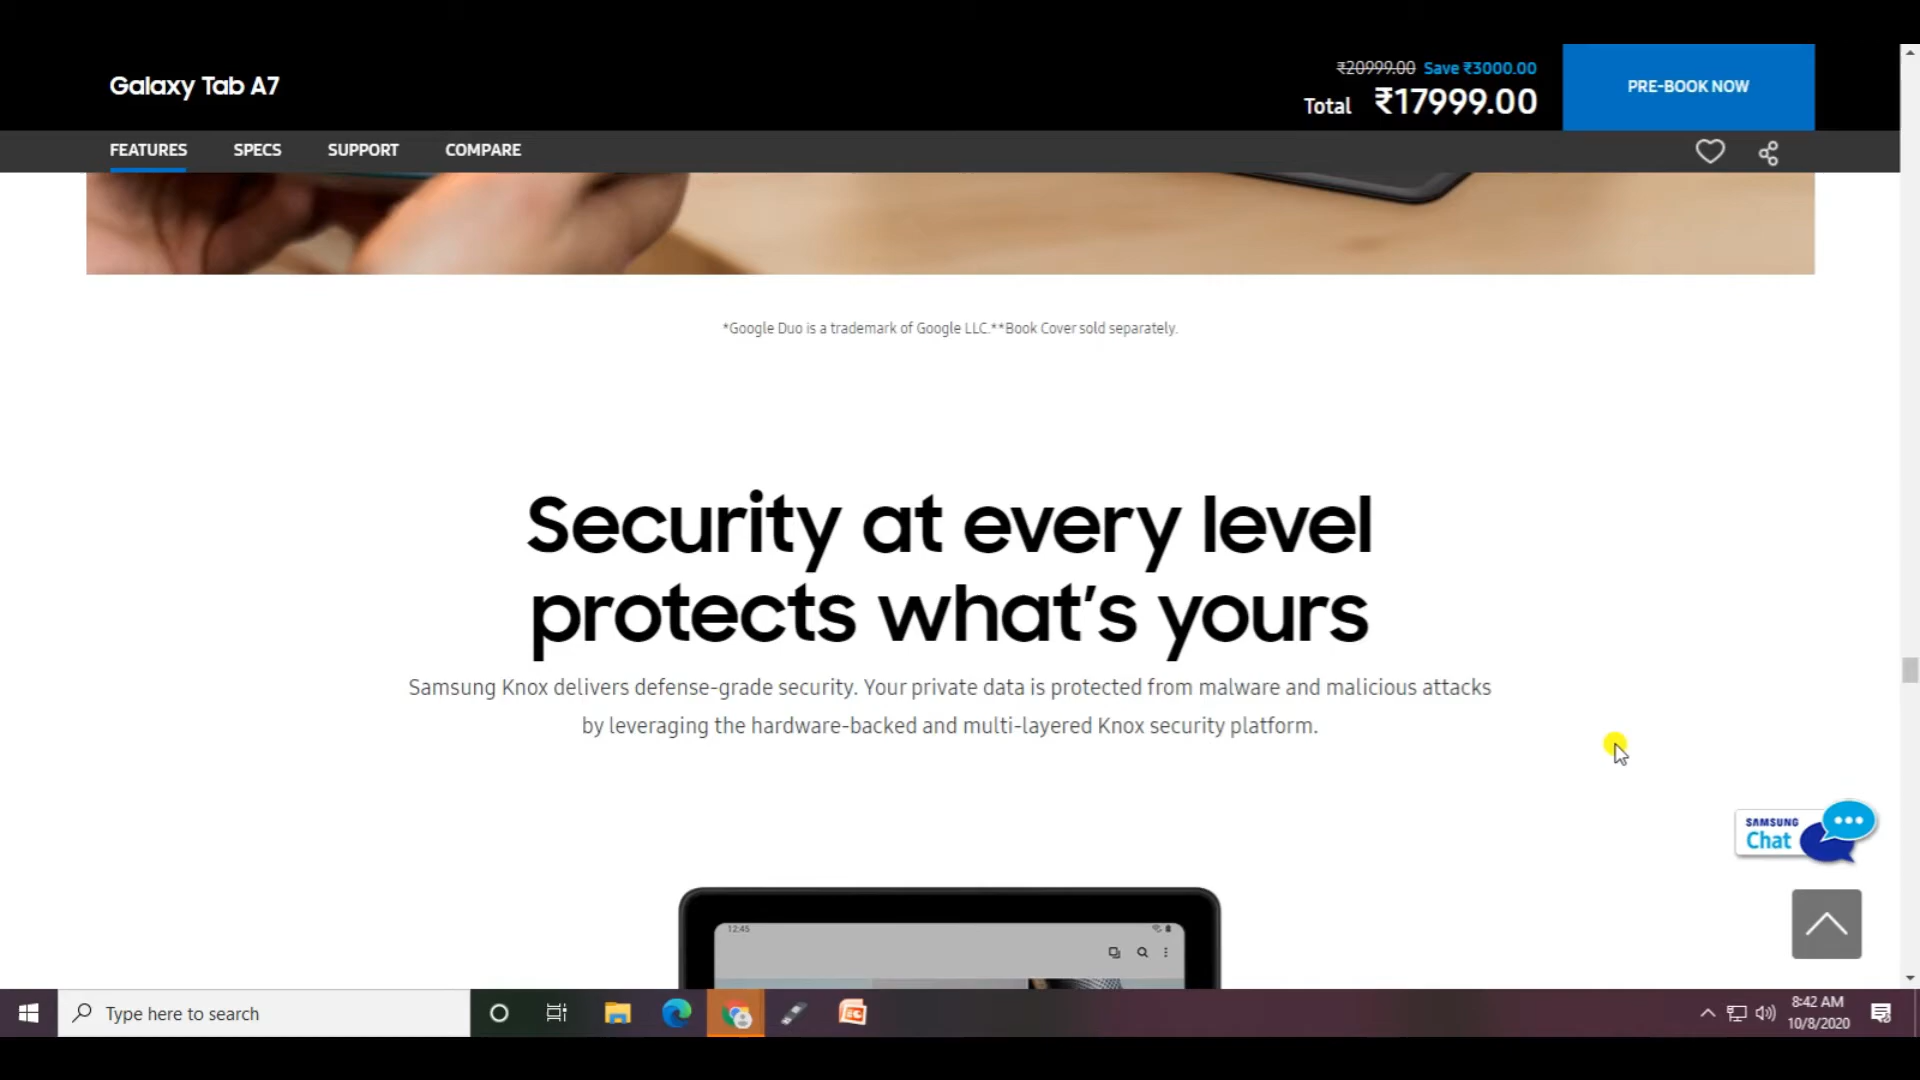 Galaxy Tab A7
₹20999.00 Save ₹3000.00
Total ₹17999.00
PRE-BOOK NOW
FEATURES SPECS SUPPORT COMPARE
*Google Duo is a trademark of Google LLC.**Book Cover sold separately.
Security at every level
protects what's yours
Samsung Knox delivers defense-grade security. Your private data is protected from malware and malicious attacks
by leveraging the hardware-backed and multi-layered Knox security platform.
SAMSUNG
Chat
12:45
Type here to search
8:42 AM
10/8/2020